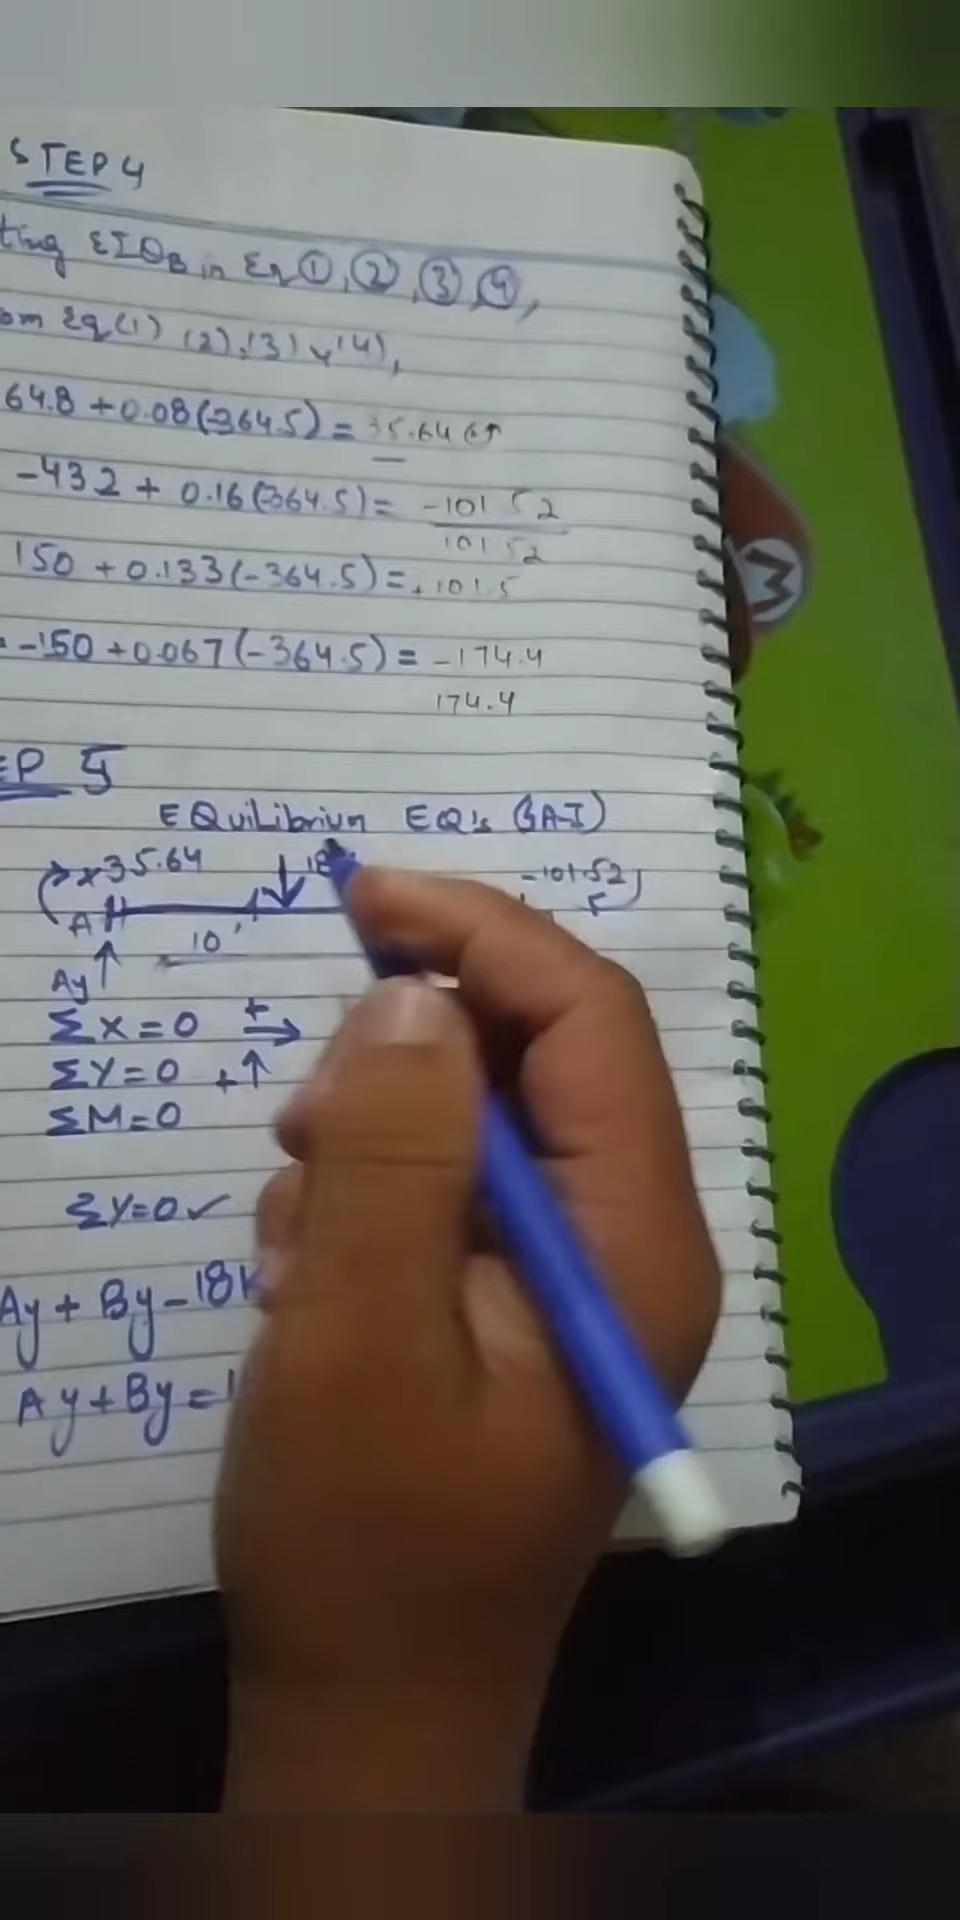 STEP 4
ting EIθB in Eq ①, ②, ③, ④,
om Eq (1) (2), (3) & (4),
64.8 + 0.08(-364.5) = 35.64
-432 + 0.16(364.5) = -101.52
101.52
150 + 0.133(-364.5) = +101.5
-150 + 0.067(-364.5) = -174.4
174.4
EP 5
EQuiLibrium EQ's
35.64 18 -101.52
A
10'
Ay
ΣX=0 +→
ΣY=0 +↑
ΣM=0
ΣY=0 ✓
Ay + By - 18K
Ay + By = 1
M